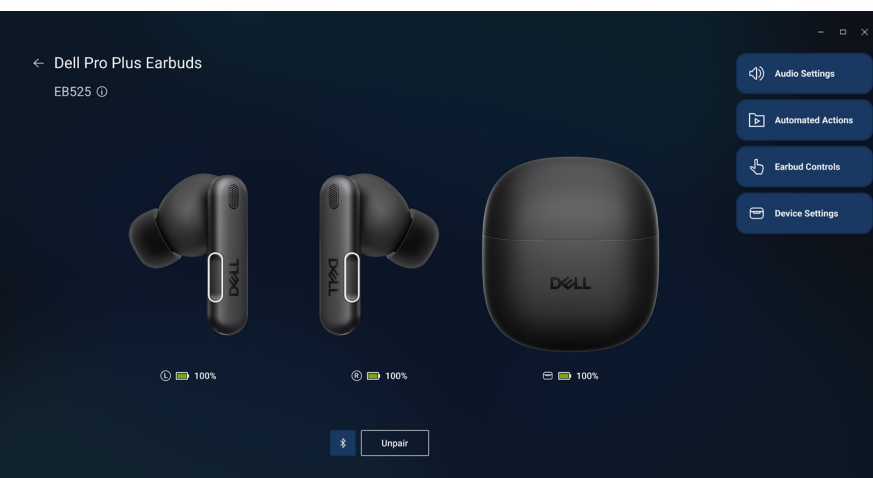 Dell Pro Plus Earbuds
EB525
Audio Settings
Automated Actions
Earbud Controls
Device Settings
DELL
DELL
DELL
L 100%
R 100%
100%
Unpair